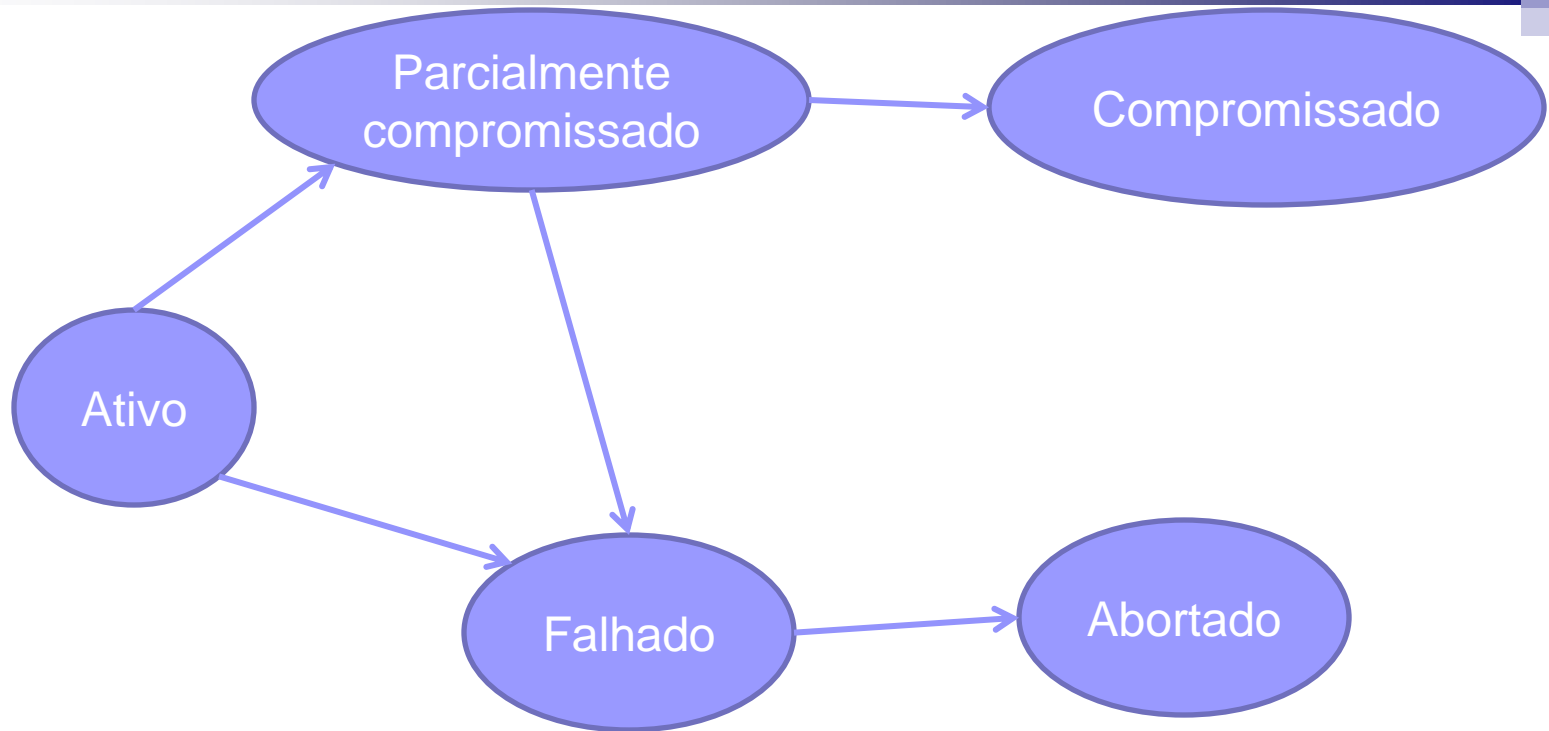 Parcialmente
compromissado
Compromissado
Ativo
Falhado
Abortado